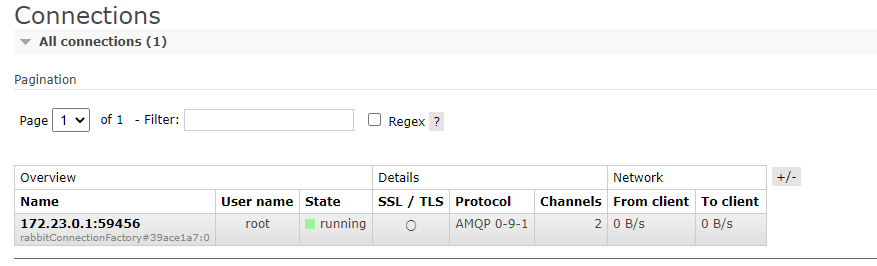 Connections
All connections (1)
Pagination
Page 1 of 1 - Filter: Regex ?
Overview Details Network +/-
Name User name State SSL / TLS Protocol Channels From client To client
172.23.0.1:59456 root running ○ AMQP 0-9-1 2 0 B/s 0 B/s
rabbitConnectionFactory#39ace1a7:0